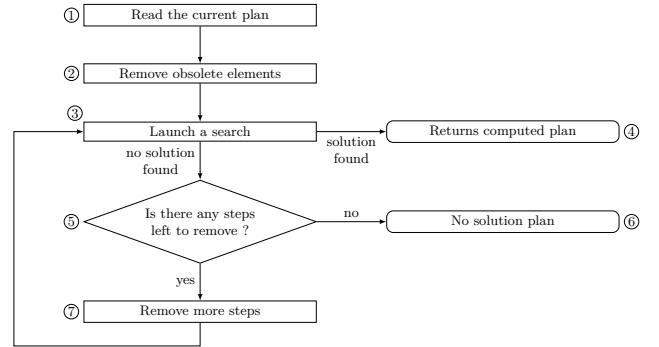 ① Read the current plan
② Remove obsolete elements
③
Launch a search
Returns computed plan ④
solution
found
no solution
found
⑤ Is there any steps
left to remove ?
no
No solution plan ⑥
yes
⑦ Remove more steps